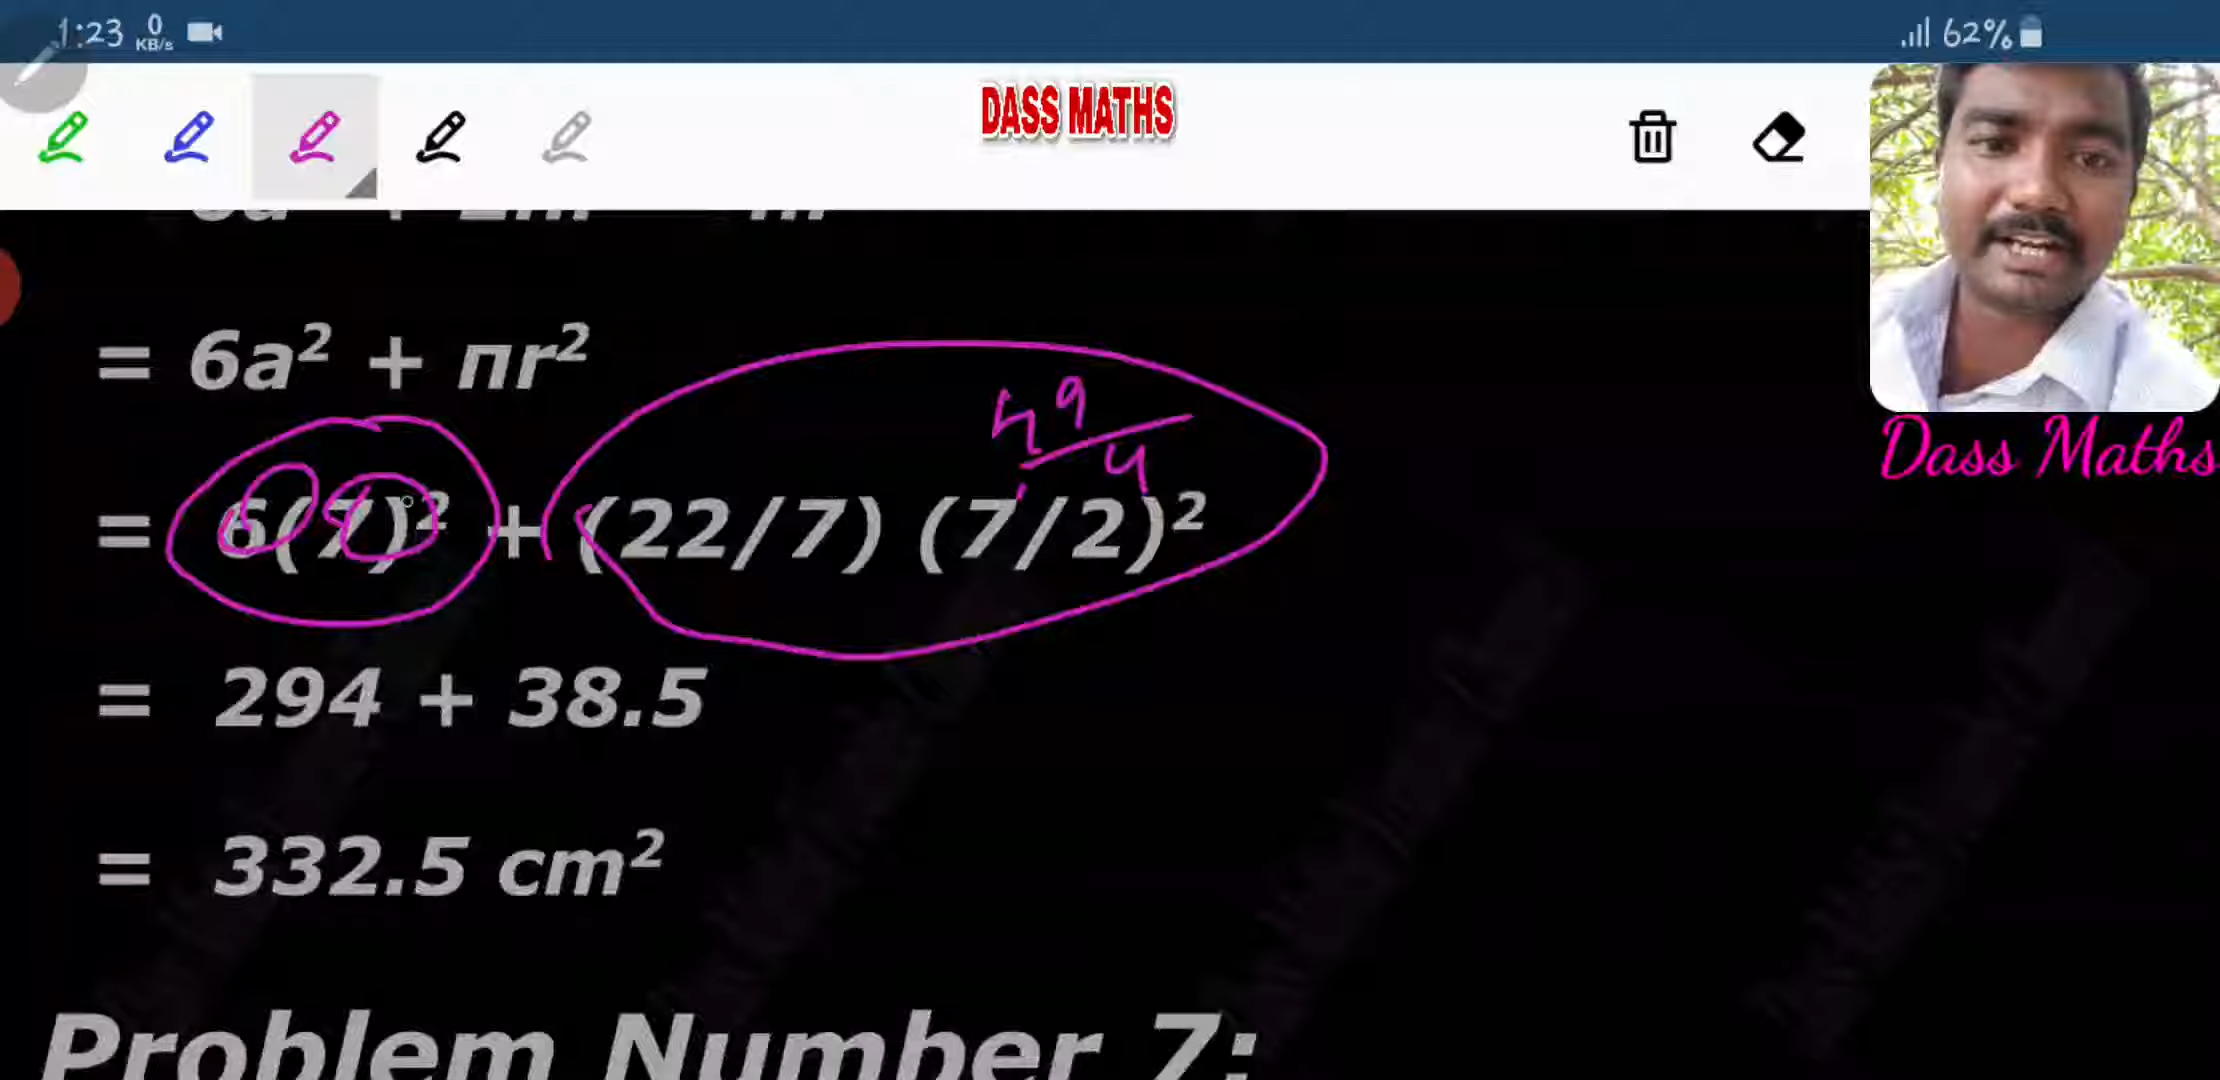 1:23 0 KB/s 62%
DASS MATHS
Dass Maths
= 6a² + πr²
49/4
= 6(7)² + (22/7) (7/2)²
= 294 + 38.5
= 332.5 cm²
Problem Number 7: